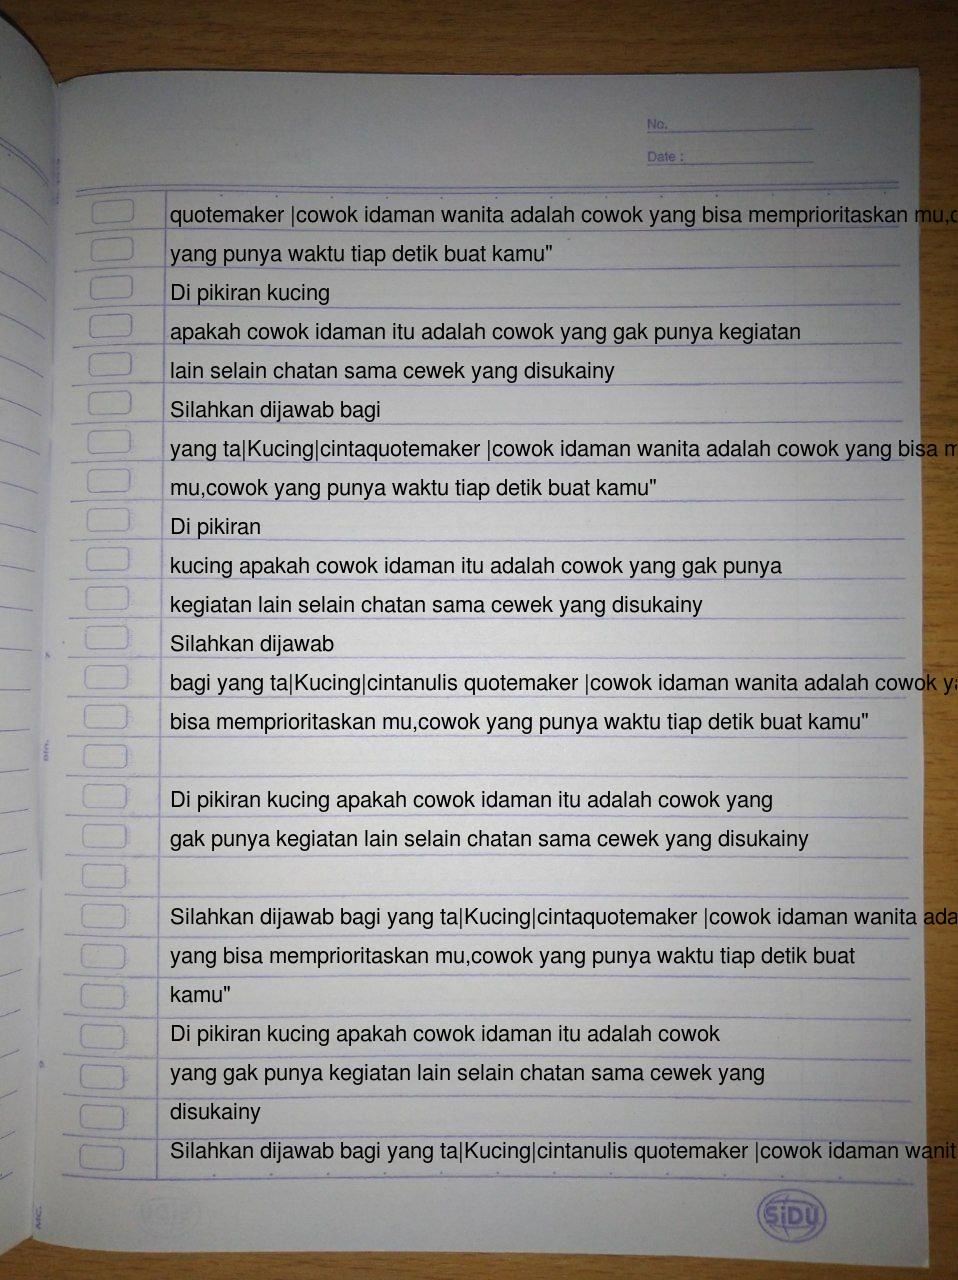 No.
Date :
quotemaker |cowok idaman wanita adalah cowok yang bisa memprioritaskan mu,c
yang punya waktu tiap detik buat kamu"
Di pikiran kucing
apakah cowok idaman itu adalah cowok yang gak punya kegiatan
lain selain chatan sama cewek yang disukainy
Silahkan dijawab bagi
yang ta|Kucing|cintaquotemaker |cowok idaman wanita adalah cowok yang bisa m
mu,cowok yang punya waktu tiap detik buat kamu"
Di pikiran
kucing apakah cowok idaman itu adalah cowok yang gak punya
kegiatan lain selain chatan sama cewek yang disukainy
Silahkan dijawab
bagi yang ta|Kucing|cintanulis quotemaker |cowok idaman wanita adalah cowok ya
bisa memprioritaskan mu,cowok yang punya waktu tiap detik buat kamu"
Di pikiran kucing apakah cowok idaman itu adalah cowok yang
gak punya kegiatan lain selain chatan sama cewek yang disukainy
Silahkan dijawab bagi yang ta|Kucing|cintaquotemaker |cowok idaman wanita ada
yang bisa memprioritaskan mu,cowok yang punya waktu tiap detik buat
kamu"
Di pikiran kucing apakah cowok idaman itu adalah cowok
yang gak punya kegiatan lain selain chatan sama cewek yang
disukainy
Silahkan dijawab bagi yang ta|Kucing|cintanulis quotemaker |cowok idaman wanit
SiDU